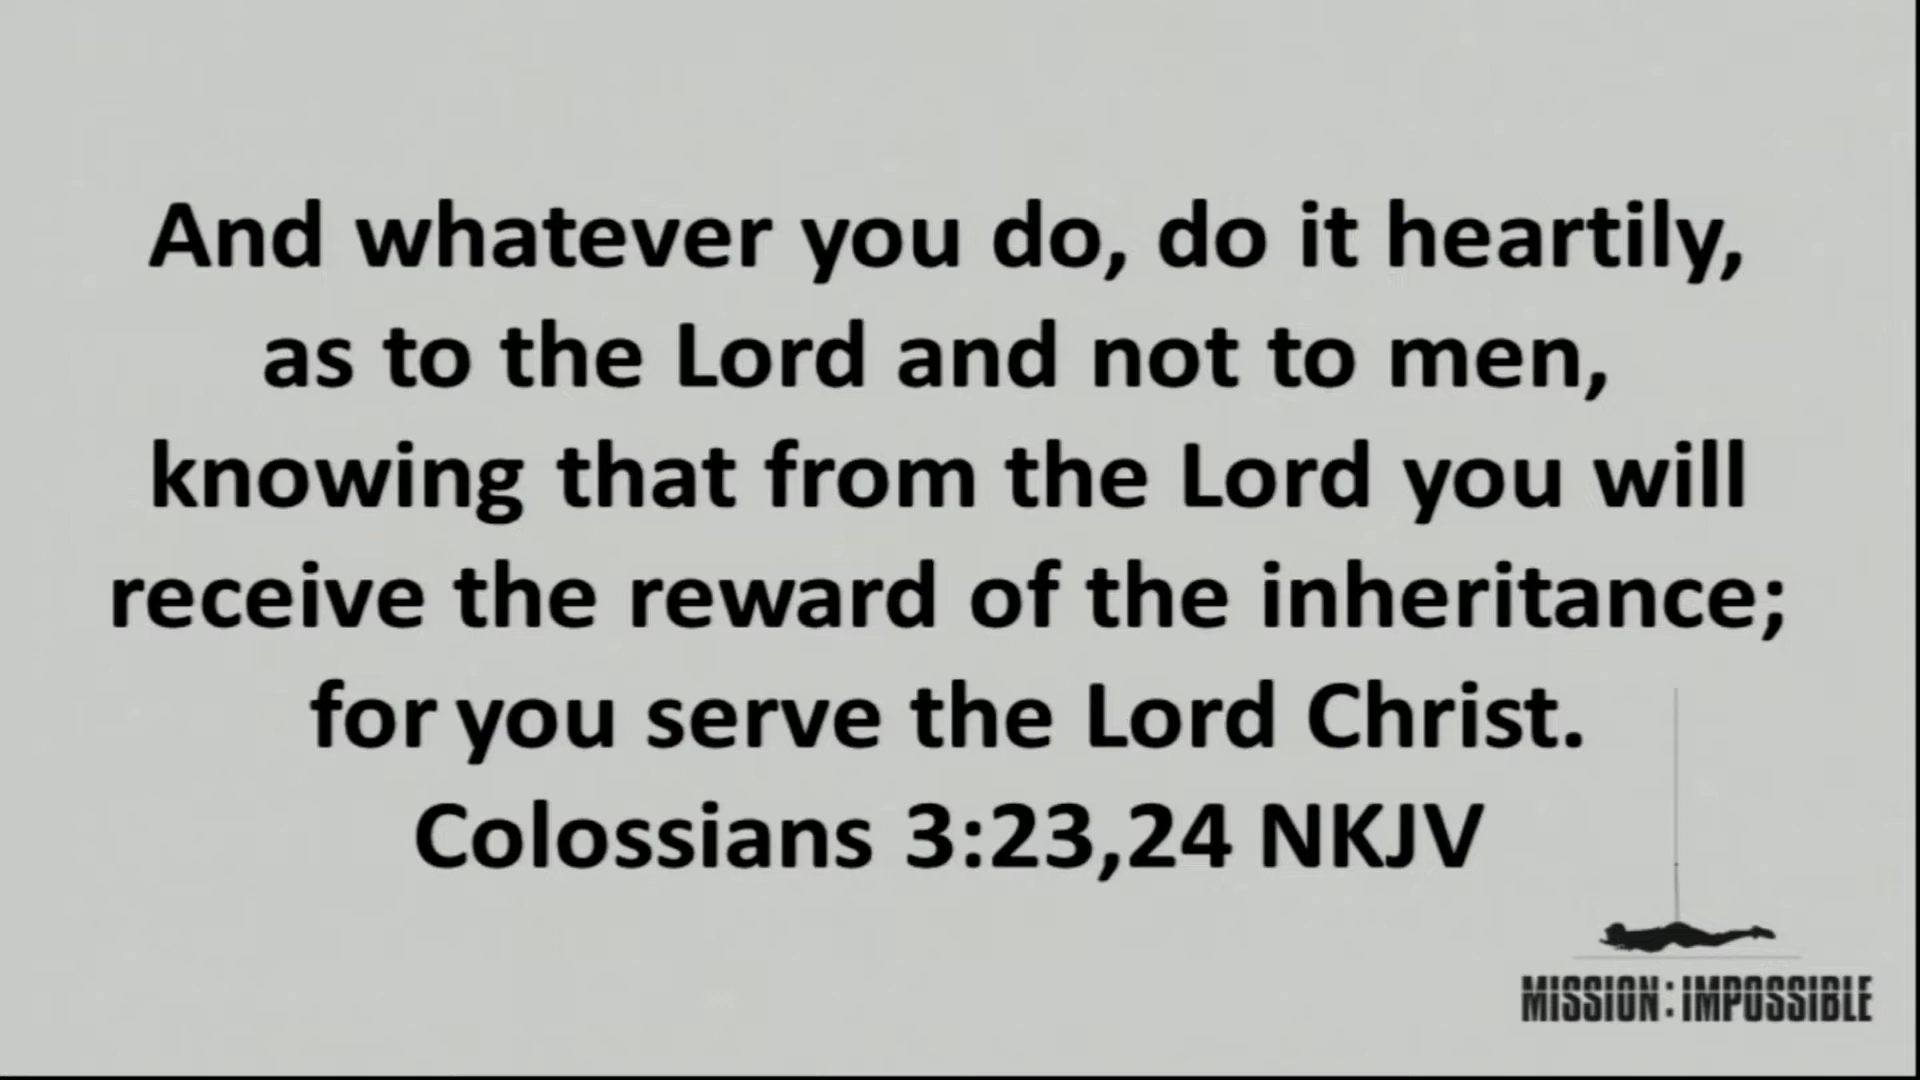 And whatever you do, do it heartily,
as to the Lord and not to men,
knowing that from the Lord you will
receive the reward of the inheritance;
for you serve the Lord Christ.
Colossians 3:23,24 NKJV
MISSION:IMPOSSIBLE